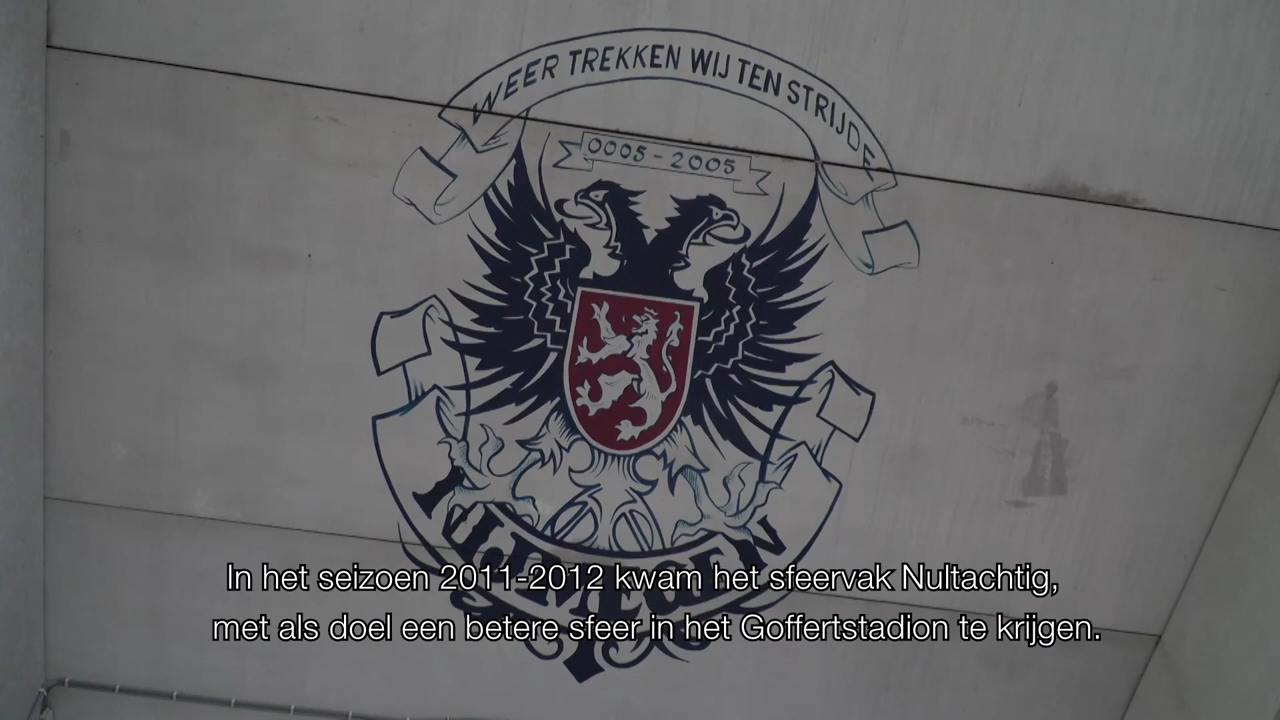 WEER TREKKEN WIJ TEN STRIJDE
0005-2005
NIJMEGEN
In het seizoen 2011-2012 kwam het sfeervak Nultachtig,
met als doel een betere sfeer in het Goffertstadion te krijgen.